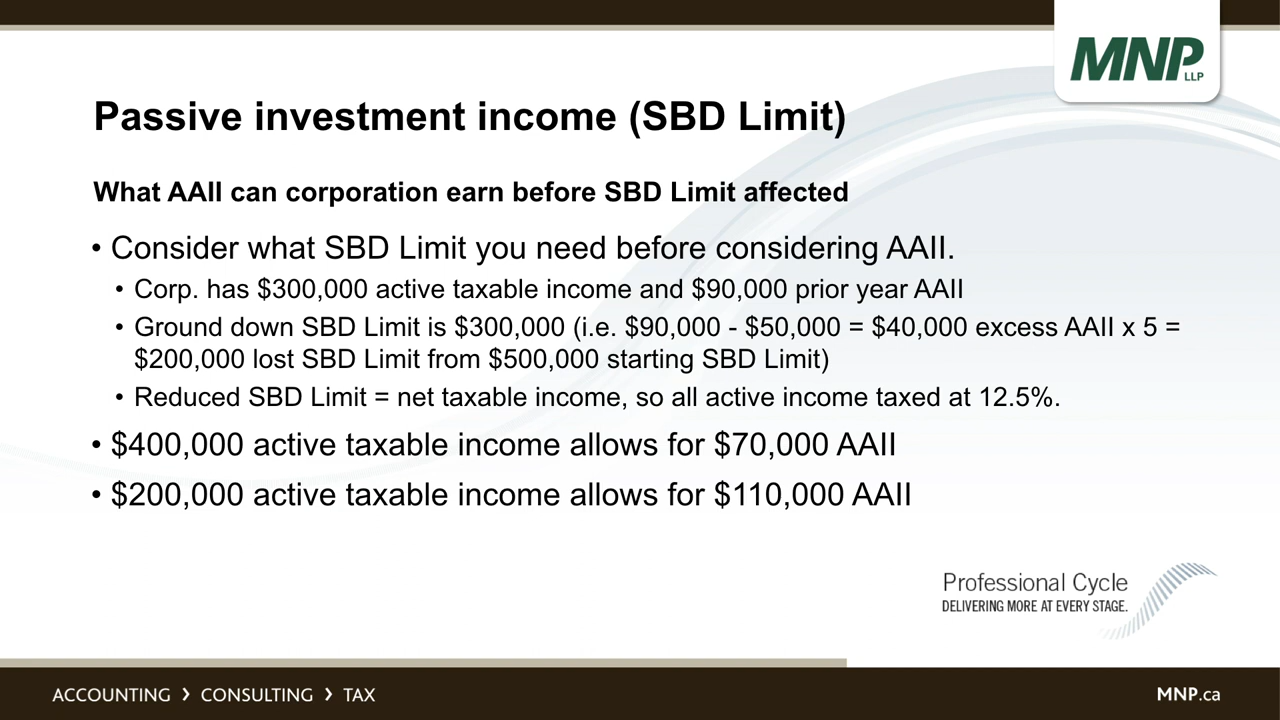 MNP
LLP
Passive investment income (SBD Limit)
What AAII can corporation earn before SBD Limit affected
• Consider what SBD Limit you need before considering AAII.
• Corp. has $300,000 active taxable income and $90,000 prior year AAII
• Ground down SBD Limit is $300,000 (i.e. $90,000 - $50,000 = $40,000 excess AAII x 5 =
$200,000 lost SBD Limit from $500,000 starting SBD Limit)
• Reduced SBD Limit = net taxable income, so all active income taxed at 12.5%.
• $400,000 active taxable income allows for $70,000 AAII
• $200,000 active taxable income allows for $110,000 AAII
Professional Cycle
DELIVERING MORE AT EVERY STAGE.
ACCOUNTING › CONSULTING › TAX
MNP.ca